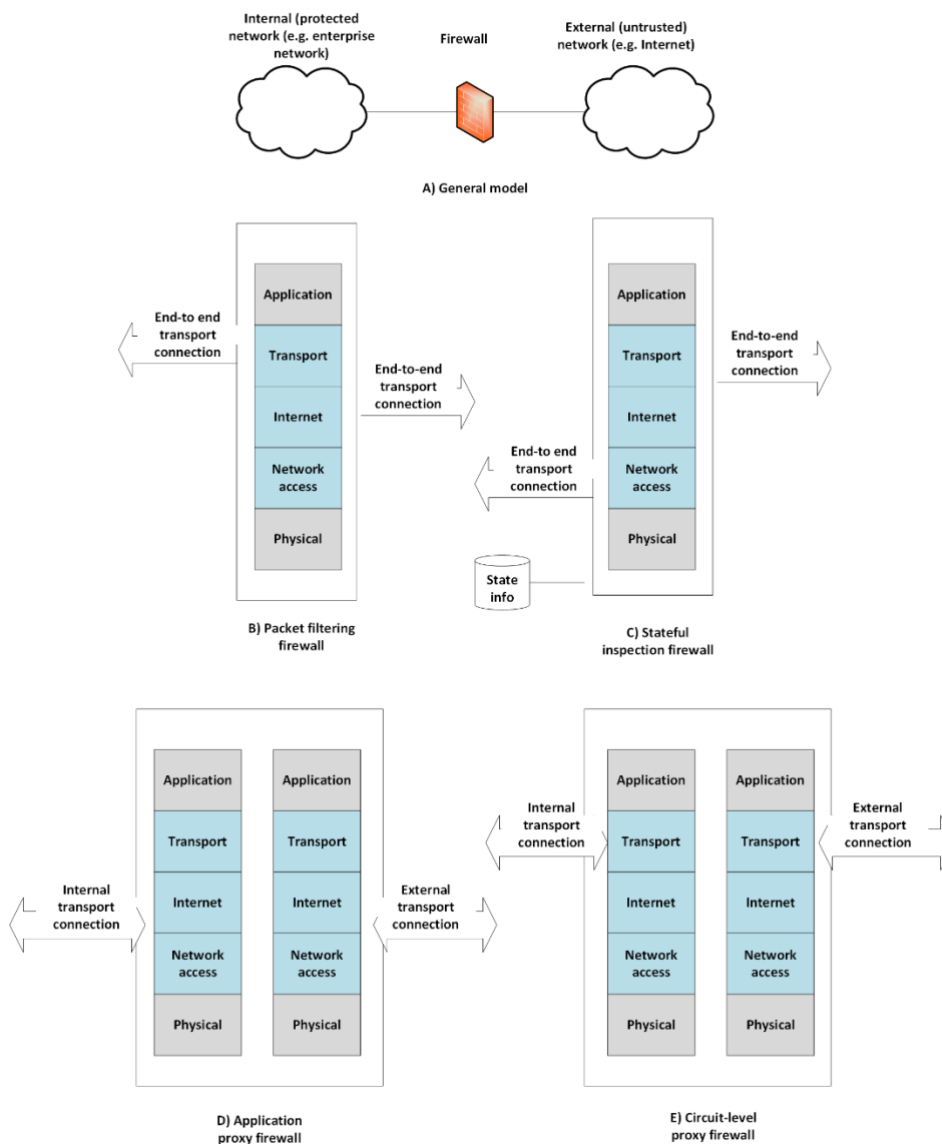 Internal (protected
network (e.g. enterprise
network)
Firewall
External (untrusted)
network (e.g. Internet)
A) General model
End-to end
transport
connection
Application
Transport
Internet
Network
access
Physical
End-to-end
transport
connection
B) Packet filtering
firewall
End-to end
transport
connection
State
info
Application
Transport
Internet
Network
access
Physical
End-to-end
transport
connection
C) Stateful
inspection firewall
Internal
transport
connection
Application
Transport
Internet
Network
access
Physical
Application
Transport
Internet
Network
access
Physical
External
transport
connection
D) Application
proxy firewall
Internal
transport
connection
Application
Transport
Internet
Network
access
Physical
Application
Transport
Internet
Network
access
Physical
External
transport
connection
E) Circuit-level
proxy firewall